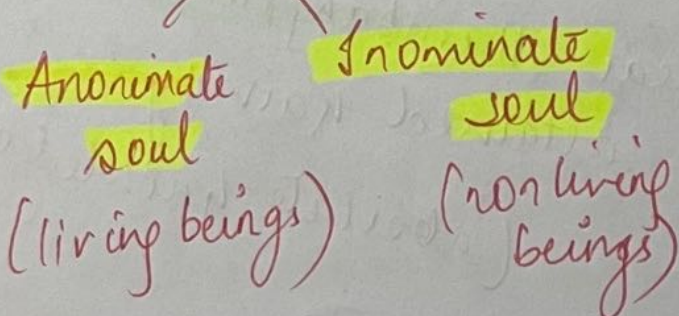 Anonimate
soul
(living beings)
Inominate
soul
(non living
beings)